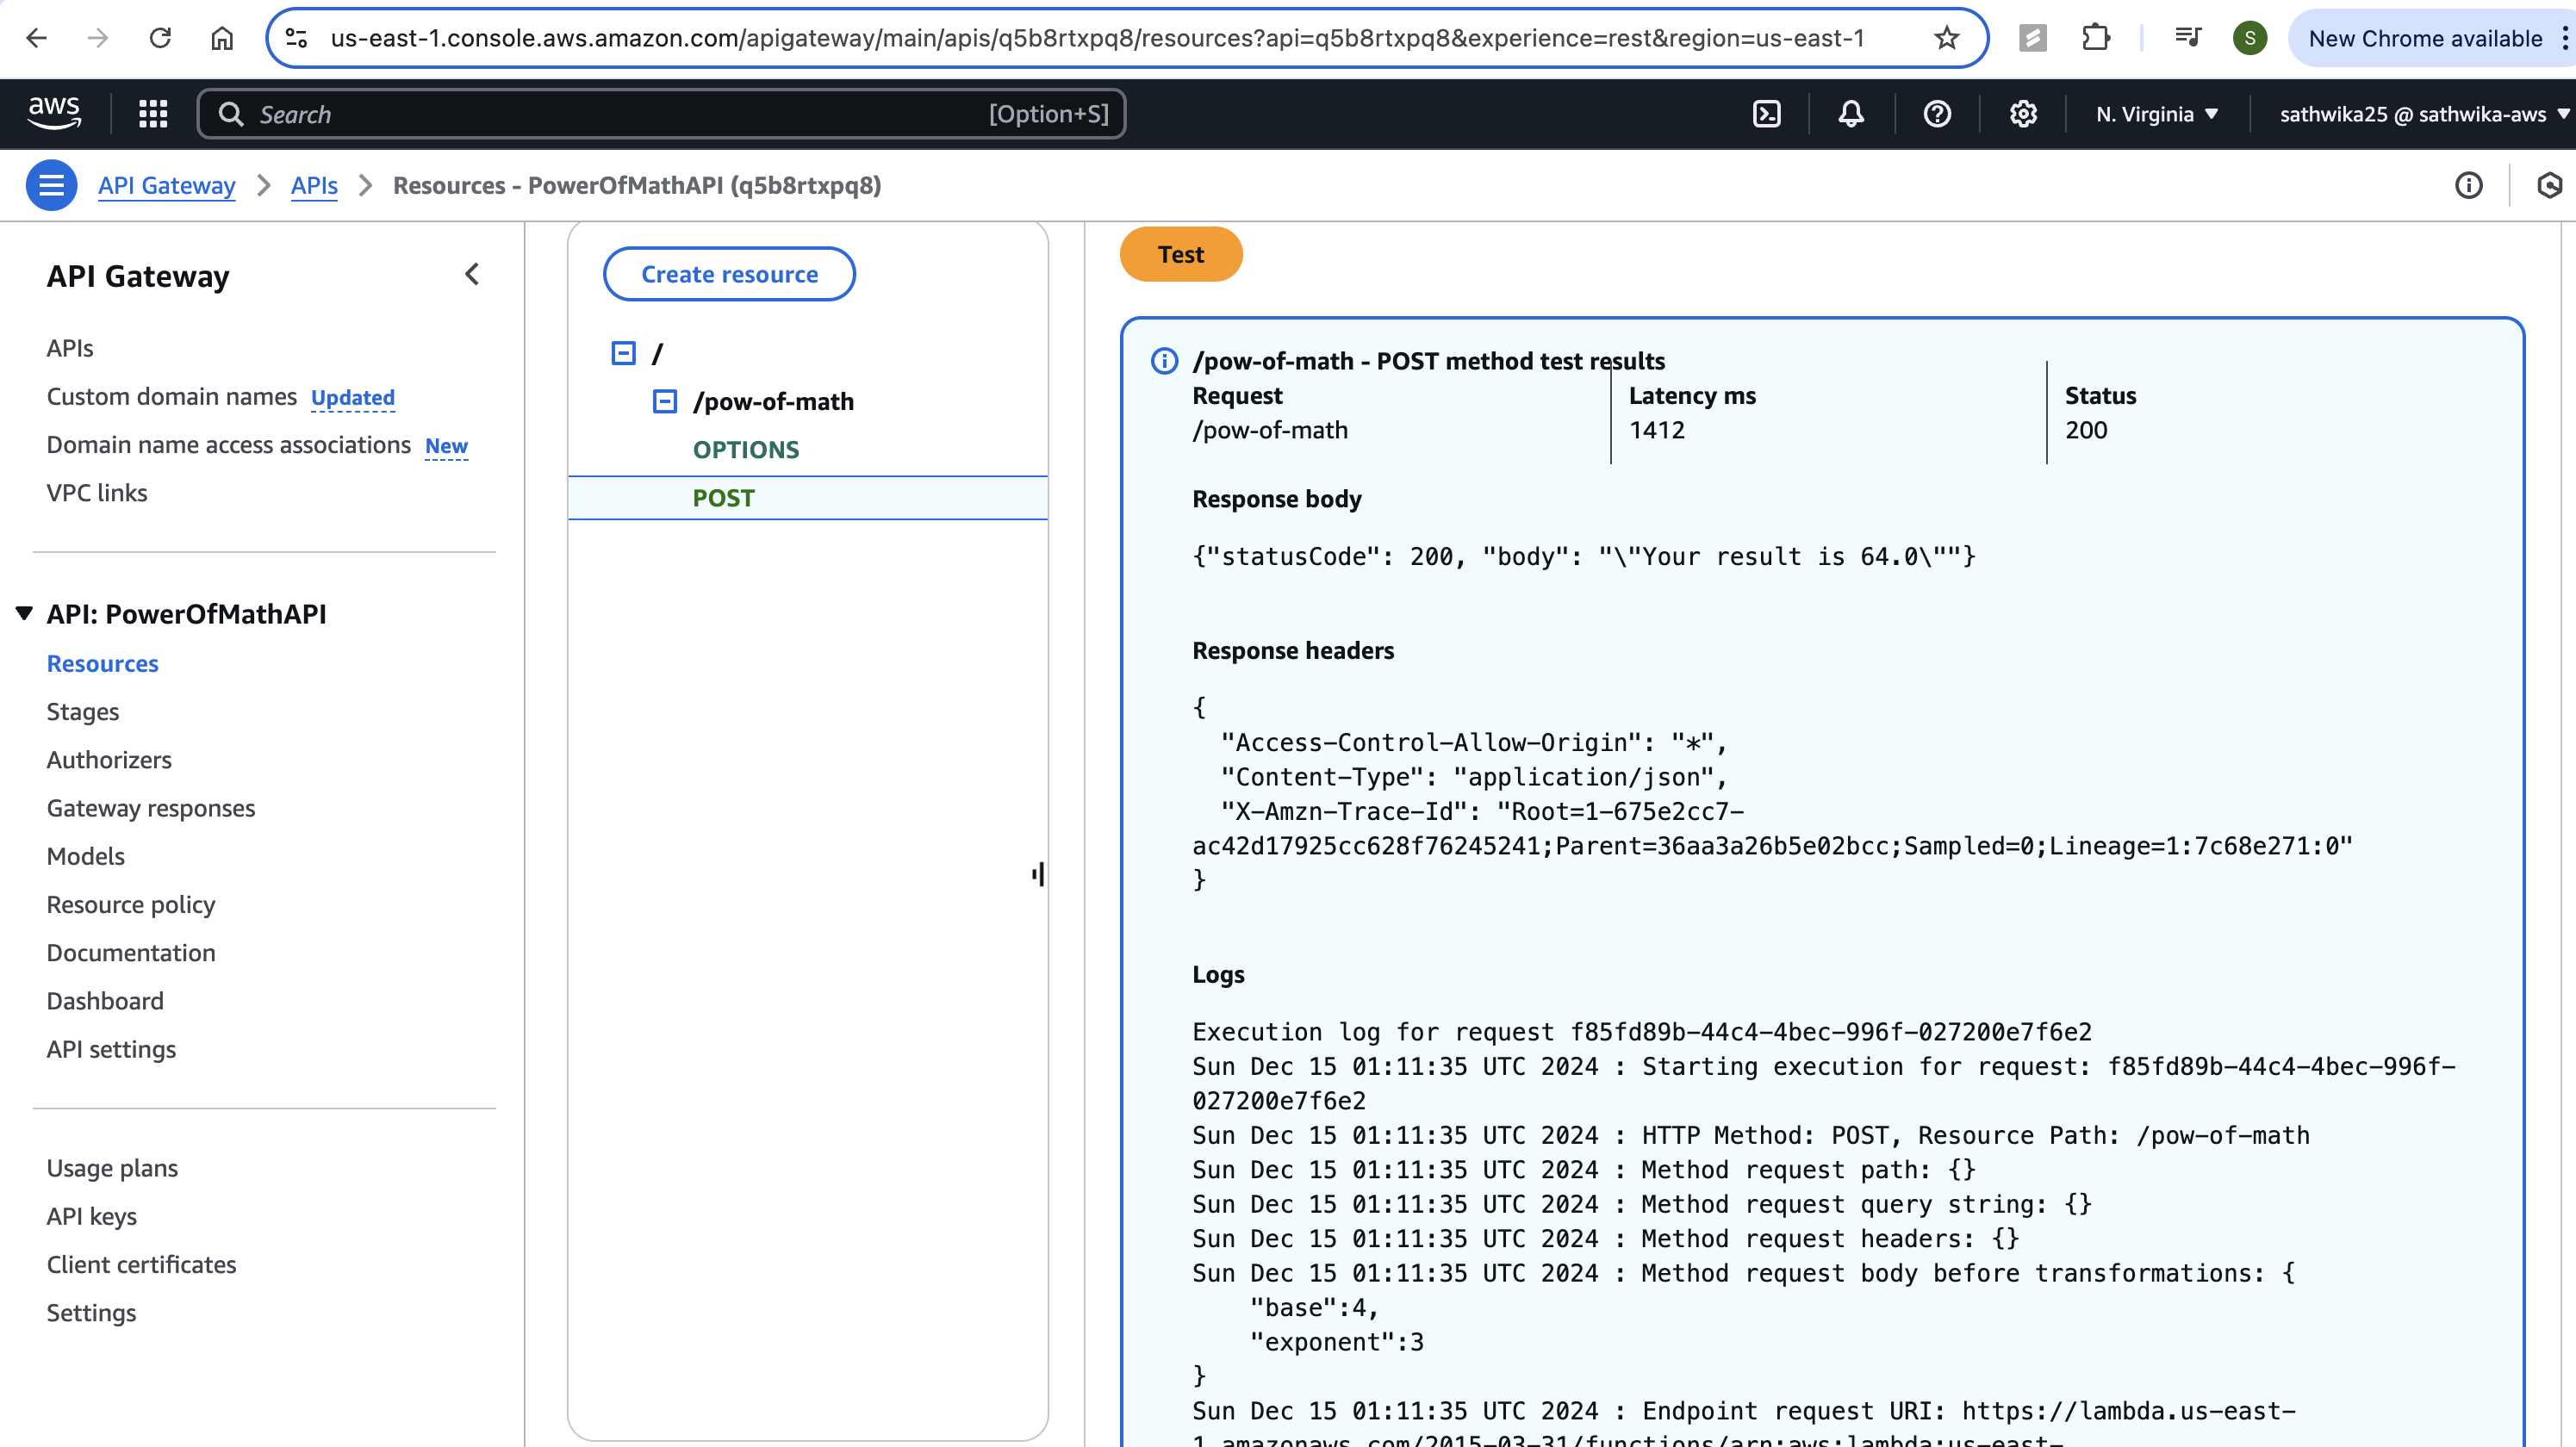 us-east-1.console.aws.amazon.com/apigateway/main/apis/q5b8rtxpq8/resources?api=q5b8rtxpq8&experience=rest&region=us-east-1
S
New Chrome available
aws
Search
[Option+S]
N. Virginia
sathwika25 @ sathwika-aws
API Gateway
APIs
Resources - PowerOfMathAPI (q5b8rtxpq8)
API Gateway
APIs
Custom domain names Updated
Domain name access associations New
VPC links
API: PowerOfMathAPI
Resources
Stages
Authorizers
Gateway responses
Models
Resource policy
Documentation
Dashboard
API settings
Usage plans
API keys
Client certificates
Settings
Create resource
/
/pow-of-math
OPTIONS
POST
Test
/pow-of-math - POST method test results
Request
/pow-of-math
Latency ms
1412
Status
200
Response body
{"statusCode": 200, "body": "\"Your result is 64.0\""}
Response headers
{
  "Access-Control-Allow-Origin": "*",
  "Content-Type": "application/json",
  "X-Amzn-Trace-Id": "Root=1-675e2cc7-
ac42d17925cc628f76245241;Parent=36aa3a26b5e02bcc;Sampled=0;Lineage=1:7c68e271:0"
}
Logs
Execution log for request f85fd89b-44c4-4bec-996f-027200e7f6e2
Sun Dec 15 01:11:35 UTC 2024 : Starting execution for request: f85fd89b-44c4-4bec-996f-
027200e7f6e2
Sun Dec 15 01:11:35 UTC 2024 : HTTP Method: POST, Resource Path: /pow-of-math
Sun Dec 15 01:11:35 UTC 2024 : Method request path: {}
Sun Dec 15 01:11:35 UTC 2024 : Method request query string: {}
Sun Dec 15 01:11:35 UTC 2024 : Method request headers: {}
Sun Dec 15 01:11:35 UTC 2024 : Method request body before transformations: {
    "base":4,
    "exponent":3
}
Sun Dec 15 01:11:35 UTC 2024 : Endpoint request URI: https://lambda.us-east-
1.amazonaws.com/2015-03-31/functions/arn:aws:lambda:us-east-